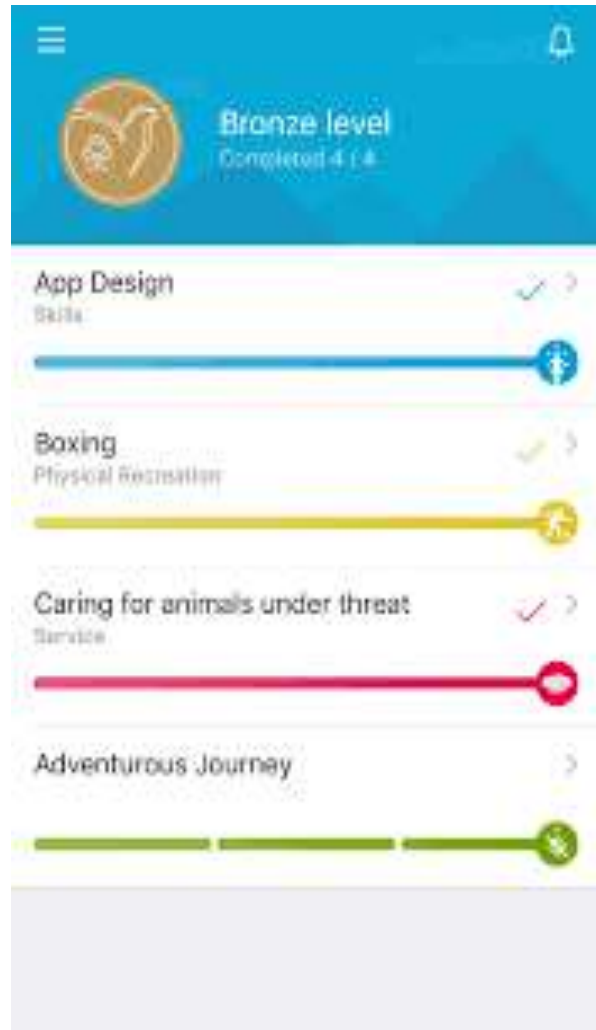 Bronze level
Completed 4 / 4
App Design
Skills
Boxing
Physical Recreation
Caring for animals under threat
Service
Adventurous Journey